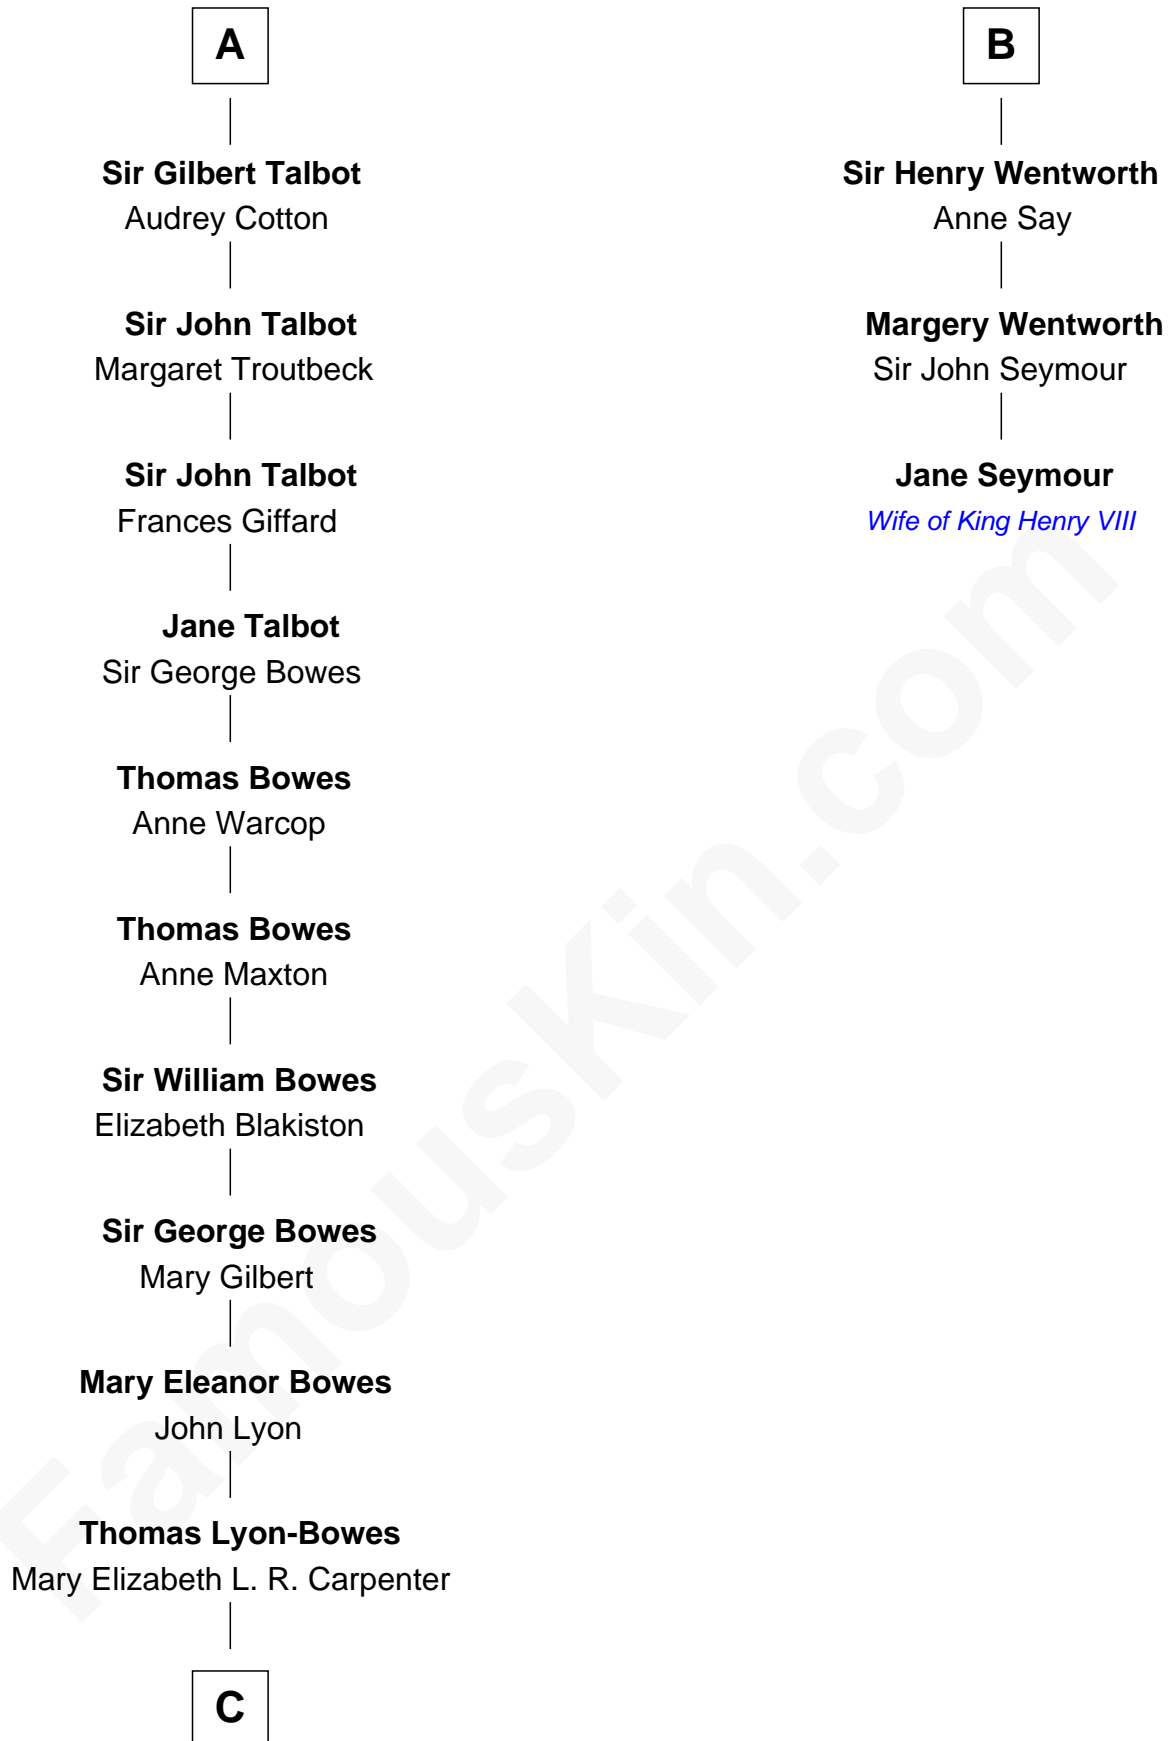 A
Sir Gilbert Talbot
Audrey Cotton
Sir John Talbot
Margaret Troutbeck
Sir John Talbot
Frances Giffard
Jane Talbot
Sir George Bowes
Thomas Bowes
Anne Warcop
Thomas Bowes
Anne Maxton
Sir William Bowes
Elizabeth Blakiston
Sir George Bowes
Mary Gilbert
Mary Eleanor Bowes
John Lyon
Thomas Lyon-Bowes
Mary Elizabeth L. R. Carpenter
C
B
Sir Henry Wentworth
Anne Say
Margery Wentworth
Sir John Seymour
Jane Seymour
Wife of King Henry VIII
FamousKin.com